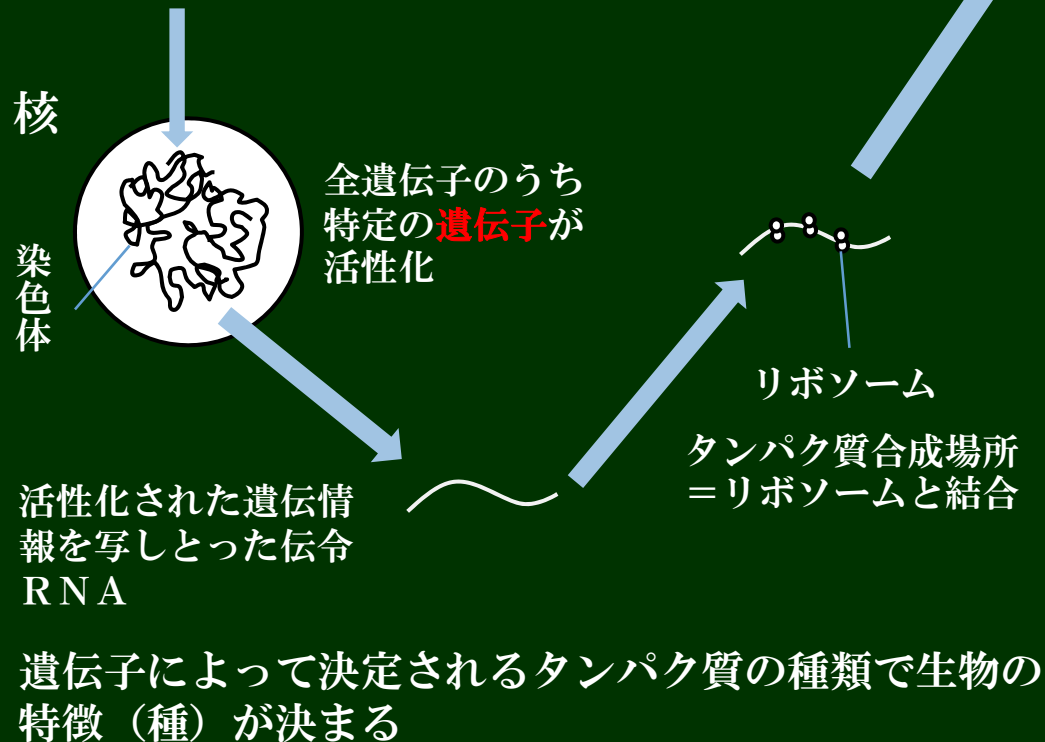 核
染色体
全遺伝子のうち
特定の遺伝子が
活性化
リボソーム
タンパク質合成場所
＝リボソームと結合
活性化された遺伝情
報を写しとった伝令
ＲＮＡ
遺伝子によって決定されるタンパク質の種類で生物の
特徴（種）が決まる